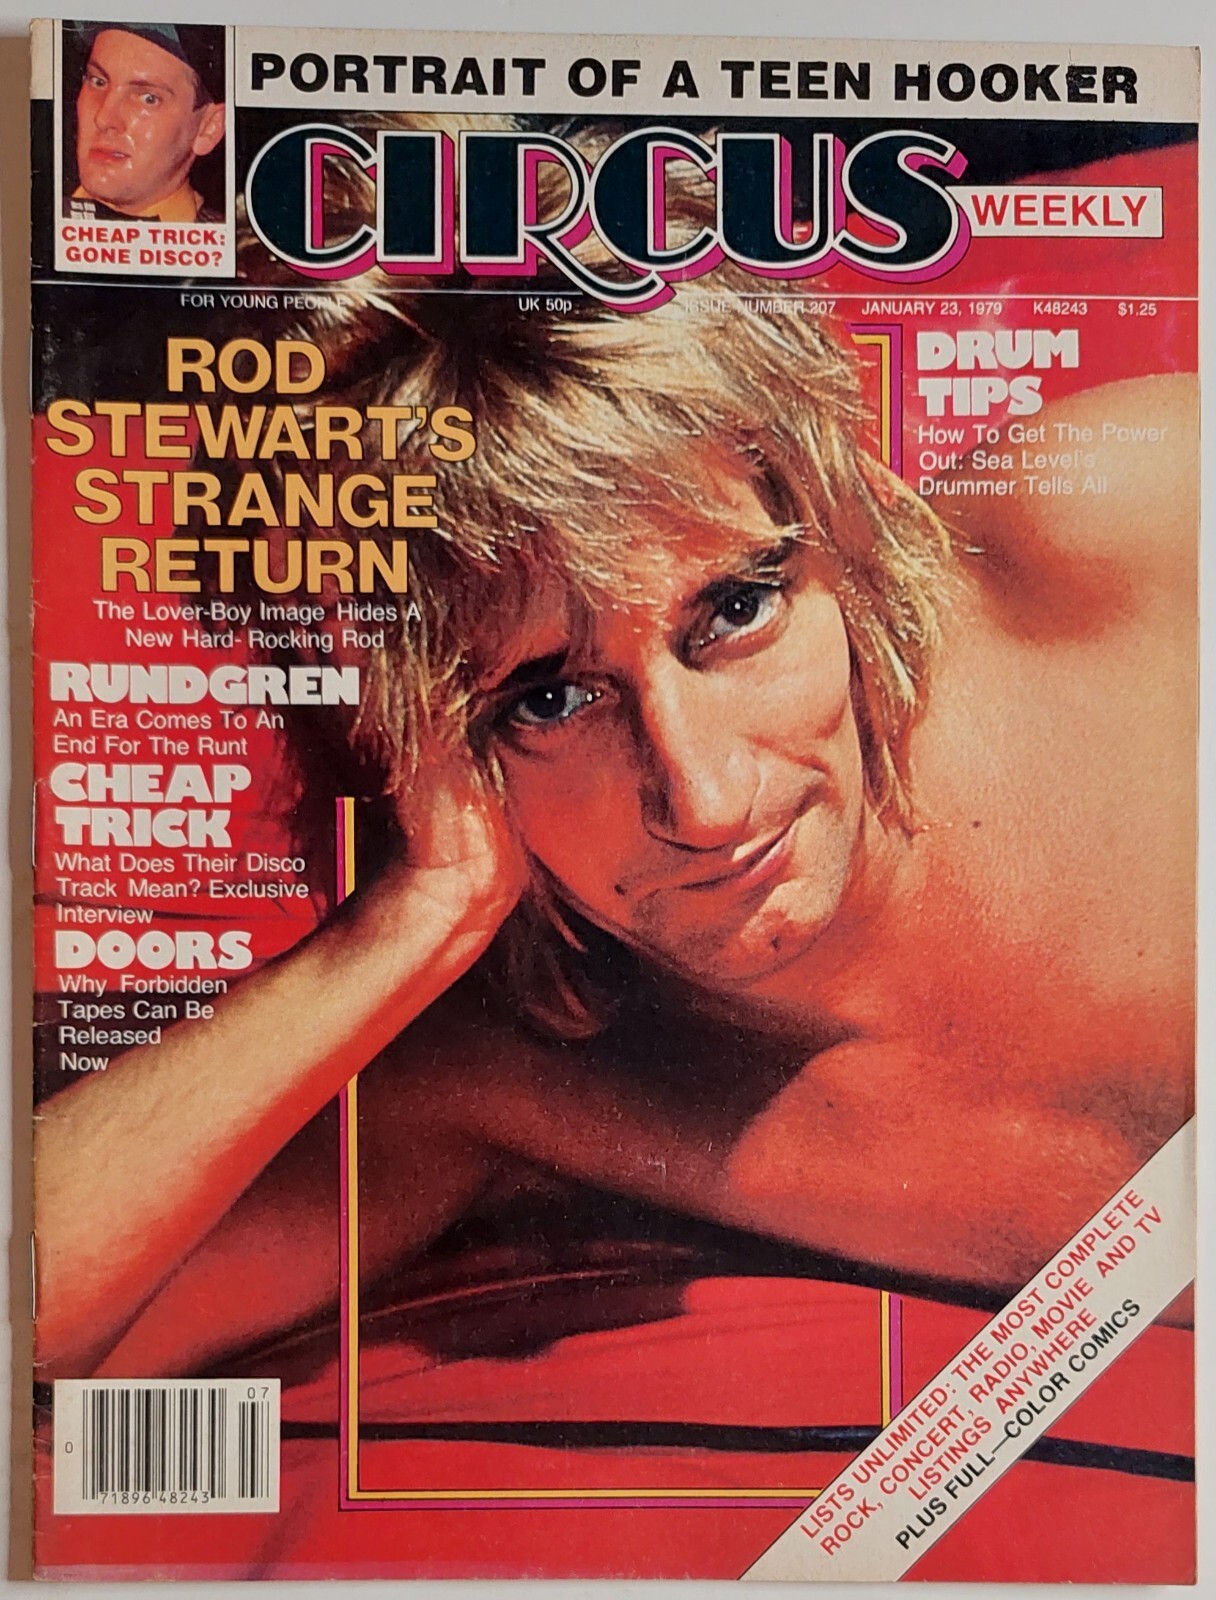 PORTRAIT OF A TEEN HOOKER
CIRCUS
WEEKLY
CHEAP TRICK:
GONE DISCO?
FOR YOUNG PEOPLE
UK 50p
ISSUE NUMBER 207
JANUARY 23, 1979
K48243
$1.25
ROD
STEWART'S
STRANGE
RETURN
The Lover-Boy Image Hides A
New Hard- Rocking Rod
RUNDGREN
An Era Comes To An
End For The Runt
CHEAP
TRICK
What Does Their Disco
Track Mean? Exclusive
Interview
DOORS
Why Forbidden
Tapes Can Be
Released
Now
DRUM
TIPS
How To Get The Power
Out: Sea Level's
Drummer Tells All
LISTS UNLIMITED: THE MOST COMPLETE
ROCK, CONCERT, RADIO, MOVIE AND TV
LISTINGS ANYWHERE
PLUS FULL—COLOR COMICS
07
0
71896 48243